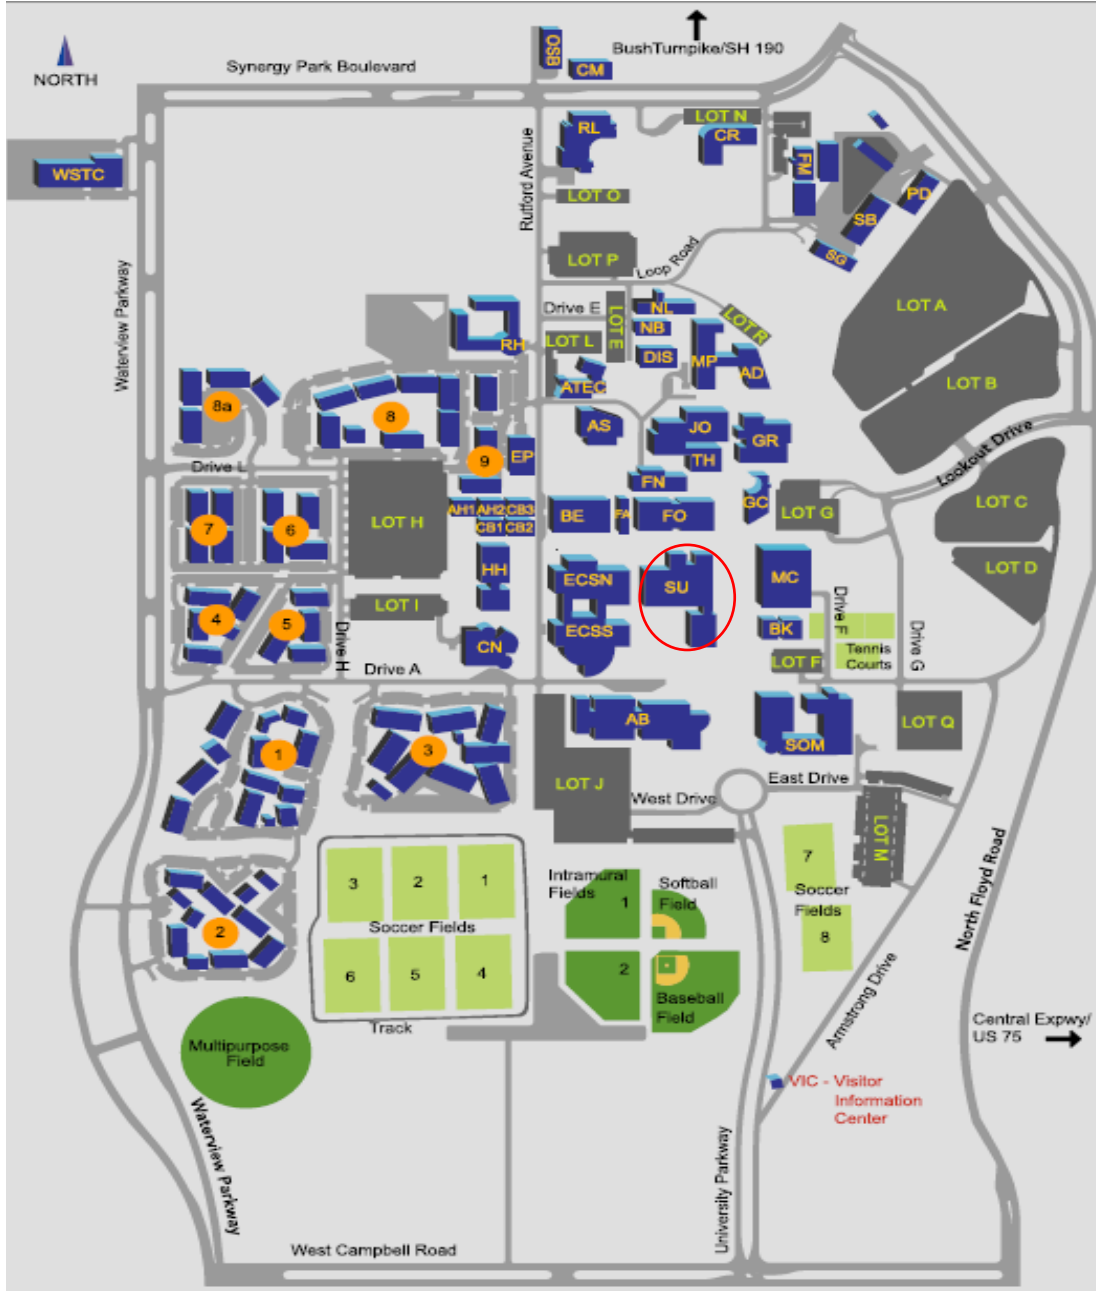 BushTurnpike/SH 190
NORTH
Synergy Park Boulevard
OSB
CM
LOT N
RL
CR
FM
WSTC
Rutford Avenue
LOT O
PD
SB
SG
LOT P
Loop Road
Waterview Parkway
LOT A
Drive E
LOT E
NL
NB
LOT R
RH
LOT L
DIS
MP
AD
LOT B
ATEC
8a
8
AS
JO
GR
TH
9
EP
Drive L
FN
Lookout Drive
GC
LOT C
LOT G
7
6
LOT H
AH1
AH2
CB3
CB1
CB2
BE
FA
FO
HH
ECSN
SU
MC
LOT D
4
5
LOT I
Drive H
CN
ECSS
BK
Drive F
Drive G
Tennis
Courts
LOT F
Drive A
1
3
AB
SOM
LOT Q
LOT J
West Drive
East Drive
LOT M
7
Soccer
Fields
8
3
2
1
Soccer Fields
6
5
4
Track
Intramural
Fields
1
2
Softball
Field
Baseball
Field
2
Multipurpose
Field
North Floyd Road
Armstrong Drive
Central Expwy/
US 75
VIC - Visitor
Information
Center
Waterview Parkway
University Parkway
West Campbell Road